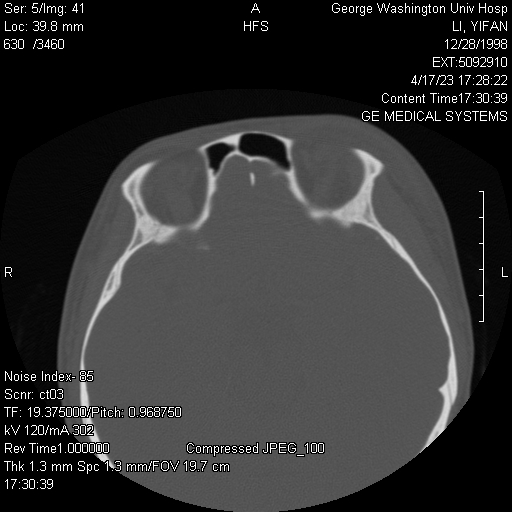 Ser: 5/Img: 41
Loc: 39.8 mm
630 /3460
A
HFS
George Washington Univ Hosp
LI, YIFAN
12/28/1998
EXT:5092910
4/17/23 17:28:22
Content Time17:30:39
GE MEDICAL SYSTEMS
R
L
Noise Index- 85
Scnr: ct03
TF: 19.375000/Pitch: 0.968750
kV 120/mA 302
Rev Time1.000000
Compressed JPEG_100
Thk 1.3 mm Spc 1.3 mm/FOV 19.7 cm
17:30:39